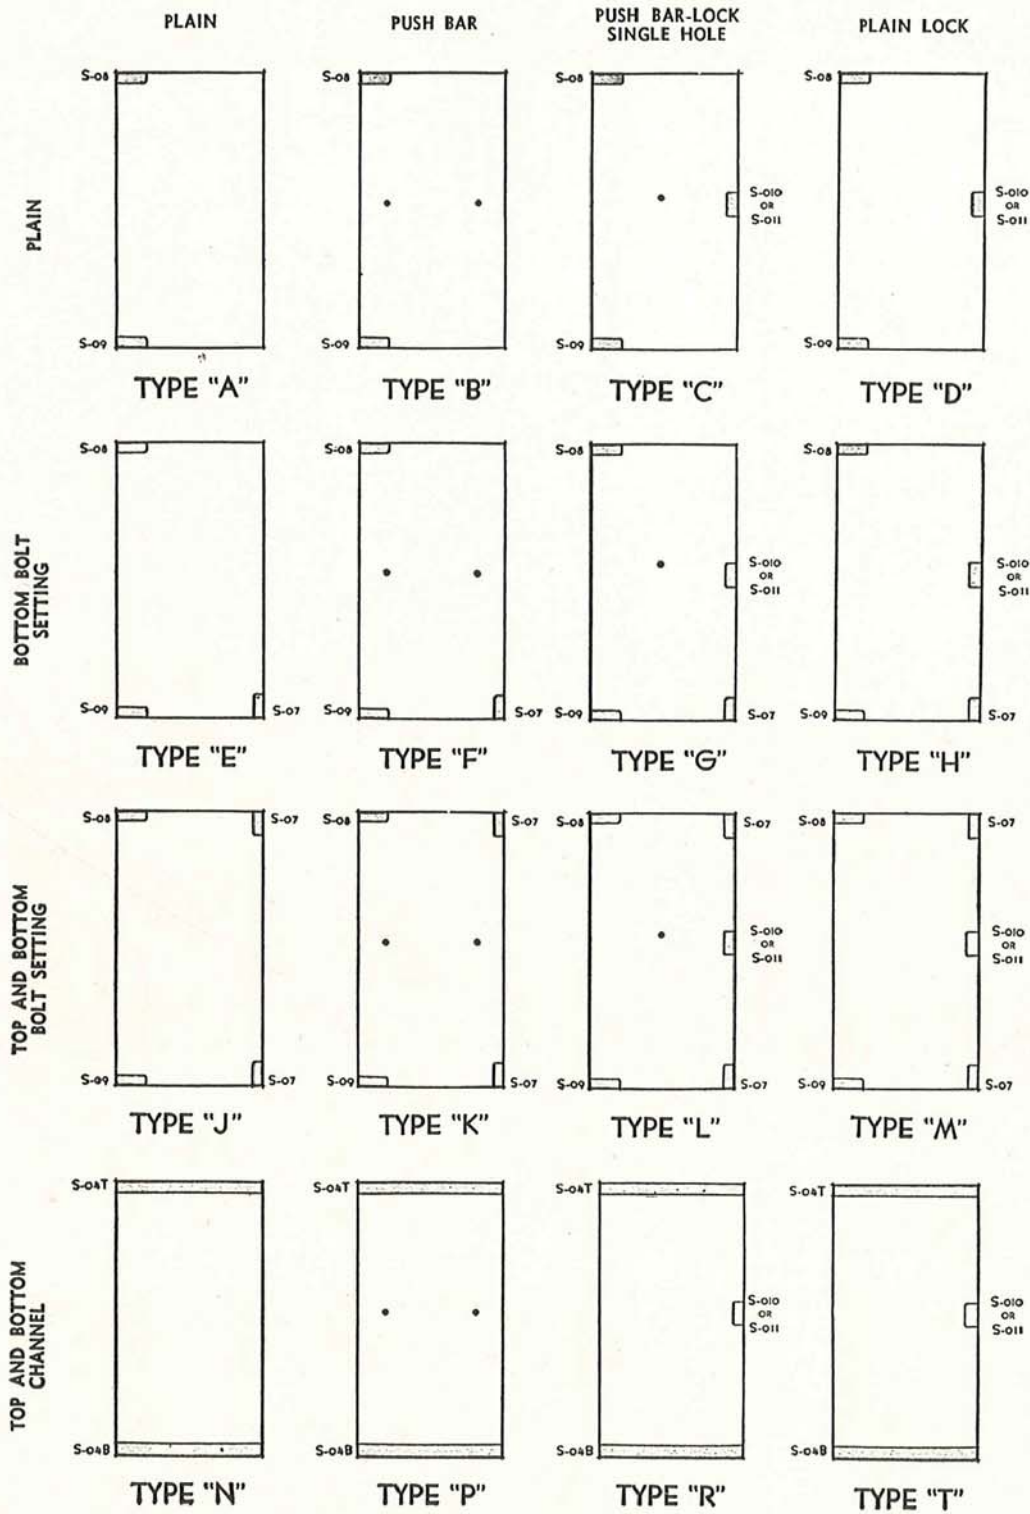 PLAIN
PUSH BAR
PUSH BAR-LOCK
SINGLE HOLE
PLAIN LOCK
PLAIN
S-08
S-09
TYPE "A"
S-08
S-09
TYPE "B"
S-08
S-010
OR
S-011
S-09
TYPE "C"
S-08
S-010
OR
S-011
S-09
TYPE "D"
BOTTOM BOLT
SETTING
S-08
S-09
S-07
TYPE "E"
S-08
S-09
S-07
TYPE "F"
S-08
S-010
OR
S-011
S-09
S-07
TYPE "G"
S-08
S-010
OR
S-011
S-09
S-07
TYPE "H"
TOP AND BOTTOM
BOLT SETTING
S-08
S-07
S-09
S-07
TYPE "J"
S-08
S-07
S-09
S-07
TYPE "K"
S-08
S-07
S-010
OR
S-011
S-09
S-07
TYPE "L"
S-08
S-07
S-010
OR
S-011
S-09
S-07
TYPE "M"
TOP AND BOTTOM
CHANNEL
S-04T
S-04B
TYPE "N"
S-04T
S-04B
TYPE "P"
S-04T
S-010
OR
S-011
S-04B
TYPE "R"
S-04T
S-010
OR
S-011
S-04B
TYPE "T"